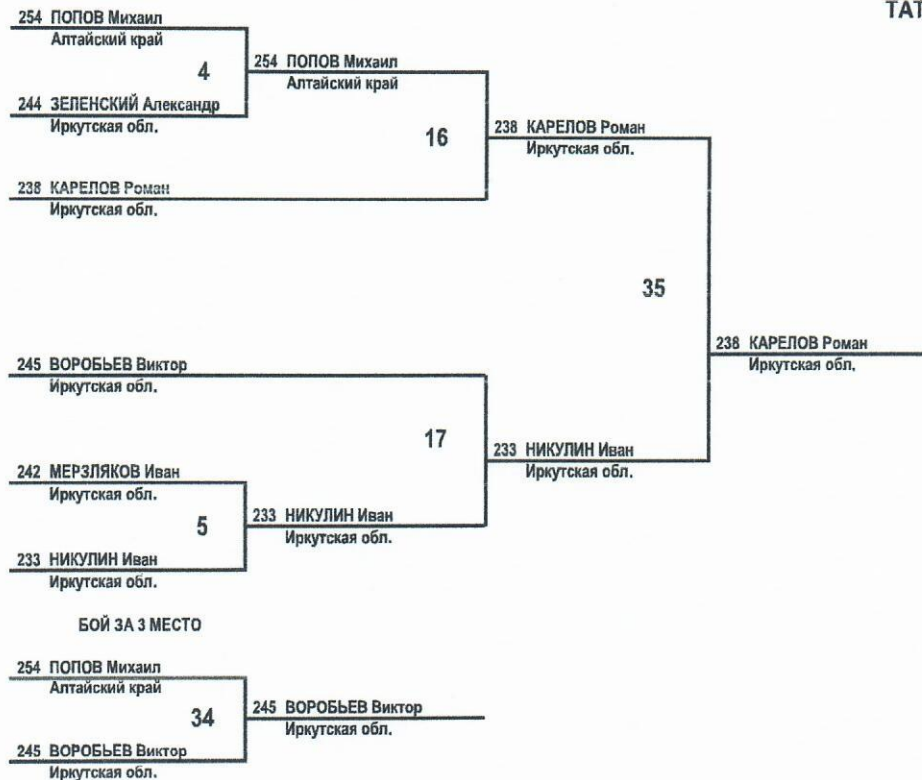 ТАТ
254 ПОПОВ Михаил
Алтайский край
4
254 ПОПОВ Михаил
Алтайский край
244 ЗЕЛЕНСКИЙ Александр
Иркутская обл.
16
238 КАРЕЛОВ Роман
Иркутская обл.
238 КАРЕЛОВ Роман
Иркутская обл.
35
238 КАРЕЛОВ Роман
Иркутская обл.
245 ВОРОБЬЕВ Виктор
Иркутская обл.
17
233 НИКУЛИН Иван
Иркутская обл.
242 МЕРЗЛЯКОВ Иван
Иркутская обл.
5
233 НИКУЛИН Иван
Иркутская обл.
233 НИКУЛИН Иван
Иркутская обл.
БОЙ ЗА 3 МЕСТО
254 ПОПОВ Михаил
Алтайский край
34
245 ВОРОБЬЕВ Виктор
Иркутская обл.
245 ВОРОБЬЕВ Виктор
Иркутская обл.